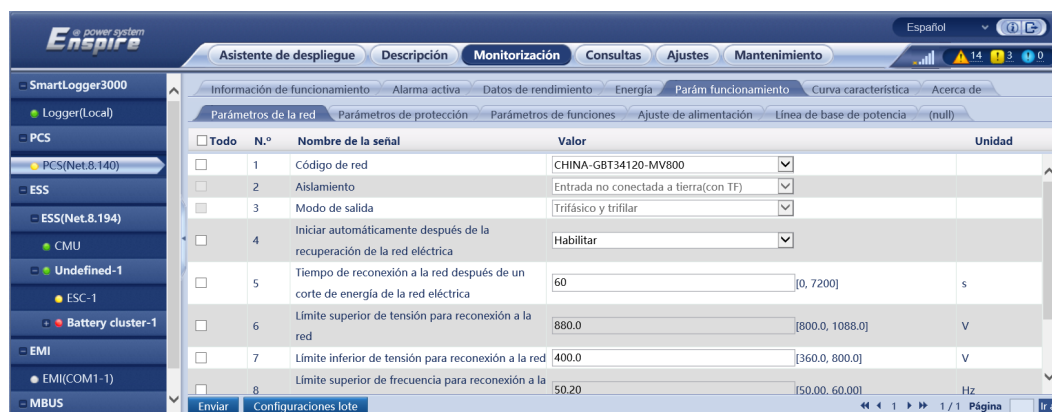 @ power system
Enspire
Español
Asistente de despliegue Descripción Monitorización Consultas Ajustes Mantenimiento
14 3 0
SmartLogger3000
Logger(Local)
PCS
PCS(Net.8.140)
ESS
ESS(Net.8.194)
CMU
Undefined-1
ESC-1
Battery cluster-1
EMI
EMI(COM1-1)
MBUS
Información de funcionamiento Alarma activa Datos de rendimiento Energía Parám funcionamiento Curva característica Acerca de
Parámetros de la red Parámetros de protección Parámetros de funciones Ajuste de alimentación Línea de base de potencia (null)
Todo N.º Nombre de la señal Valor Unidad
1 Código de red CHINA-GBT34120-MV800
2 Aislamiento Entrada no conectada a tierra(con TF)
3 Modo de salida Trifásico y trifilar
4 Iniciar automáticamente después de la
recuperación de la red eléctrica Habilitar
5 Tiempo de reconexión a la red después de un
corte de energía de la red eléctrica 60 [0, 7200] s
6 Límite superior de tensión para reconexión a la
red 880.0 [800.0, 1088.0] V
7 Límite inferior de tensión para reconexión a la red 400.0 [360.0, 800.0] V
8 Límite superior de frecuencia para reconexión a la
50.20 [50.00, 60.00] Hz
Enviar Configuraciones lote 1 1/1 Página Ir